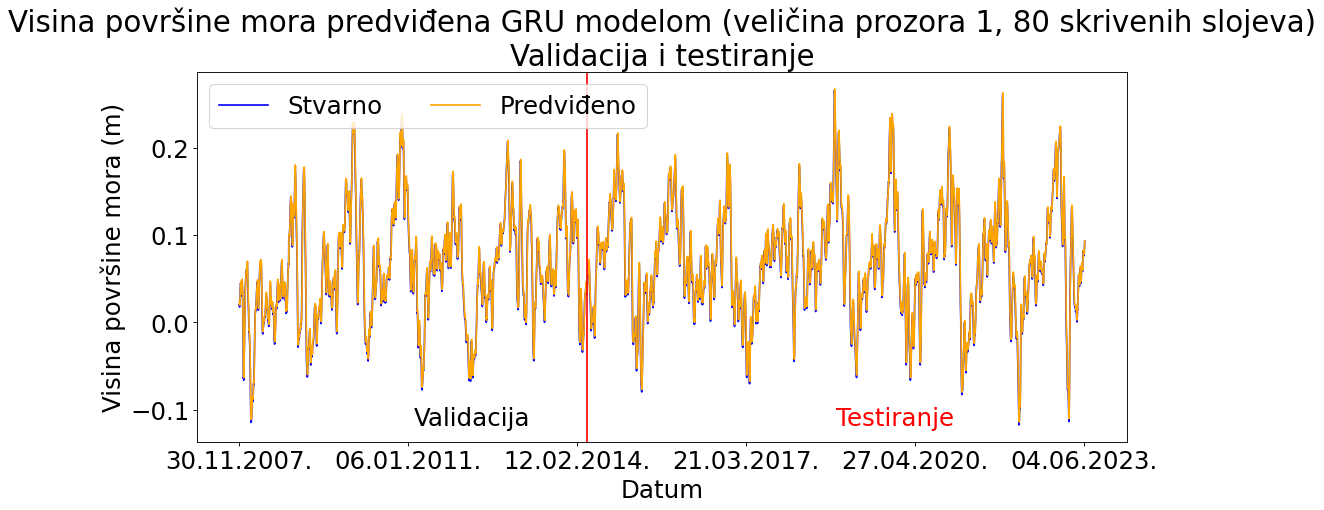 Visina površine mora predviđena GRU modelom (veličina prozora 1, 80 skrivenih slojeva)
Validacija i testiranje
Stvarno Predviđeno
Visina površine mora (m)
0.2
0.1
0.0
−0.1
Validacija
Testiranje
30.11.2007. 06.01.2011. 12.02.2014. 21.03.2017. 27.04.2020. 04.06.2023.
Datum